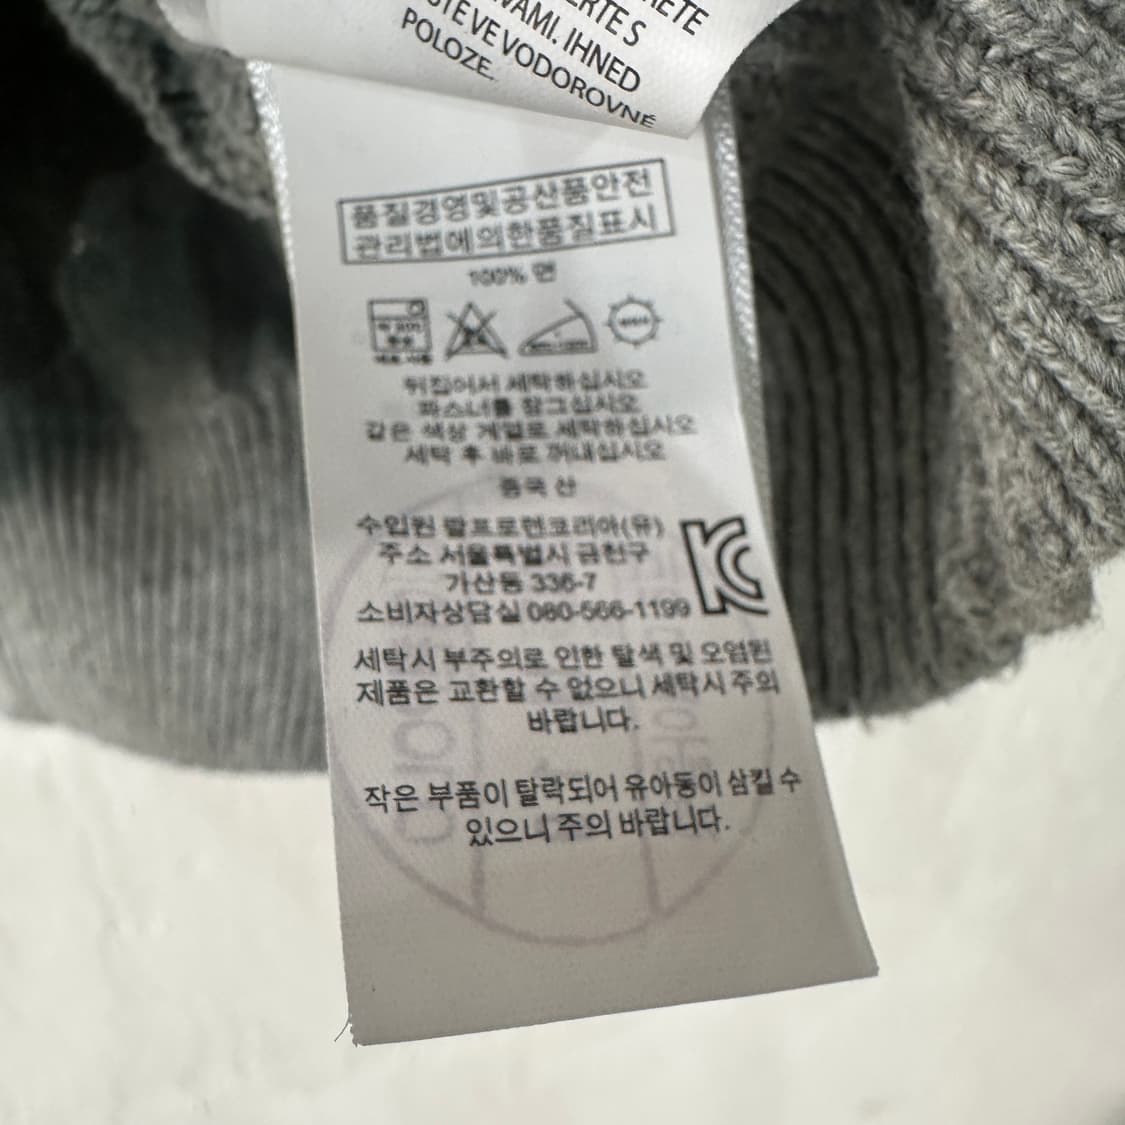 RETE
ERTE S
VAMI. IHNED
STE VE VODOROVNÉ
POLOZE.
품질경영및공산품안전
관리법에의한품질표시
100% 면
뒤집어서 세탁하십시오
파스너를 잠그십시오
같은 색상 계열로 세탁하십시오
세탁 후 바로 꺼내십시오
중국 산
수입원 랄프로렌코리아(유)
주소 서울특별시 금천구
가산동 336-7
소비자상담실 080-566-1199
세탁시 부주의로 인한 탈색 및 오염된
제품은 교환할 수 없으니 세탁시 주의
바랍니다.
작은 부품이 탈락되어 유아동이 삼킬 수
있으니 주의 바랍니다.